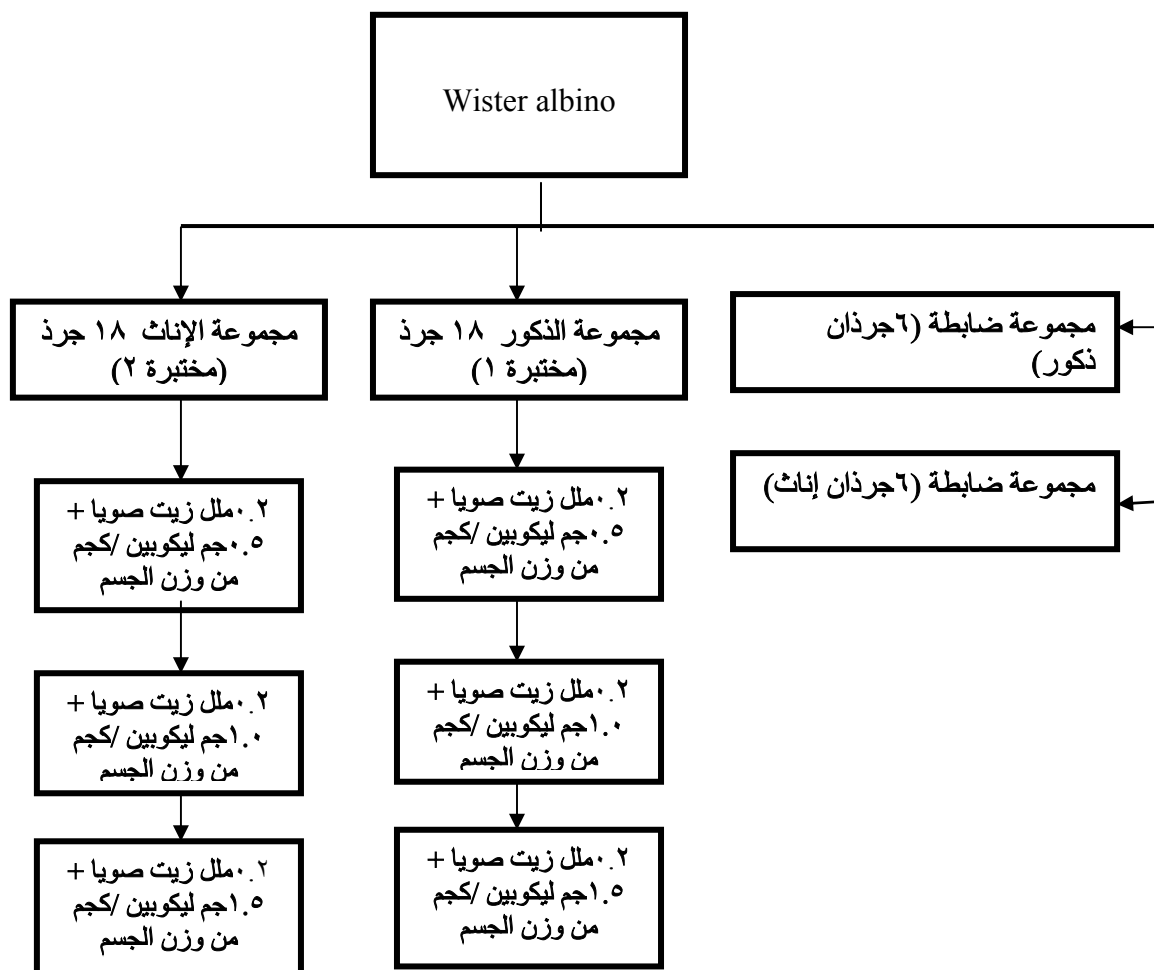 Wister albino
مجموعة ضابطة (٦جرذان
ذكور)
مجموعة الذكور ١٨ جرذ
(مختبرة ١)
مجموعة الإناث ١٨ جرذ
(مختبرة ٢)
مجموعة ضابطة (٦جرذان إناث)
٠.٢ملل زيت صويا +
٠.٥جم ليكوبين /كجم
من وزن الجسم
٠.٢ملل زيت صويا +
١.٠جم ليكوبين /كجم
من وزن الجسم
٠.٢ملل زيت صويا +
١.٥جم ليكوبين /كجم
من وزن الجسم
٠.٢ملل زيت صويا +
٠.٥جم ليكوبين /كجم
من وزن الجسم
٠.٢ملل زيت صويا +
١.٠جم ليكوبين /كجم
من وزن الجسم
٠.٢ملل زيت صويا +
١.٥جم ليكوبين /كجم
من وزن الجسم